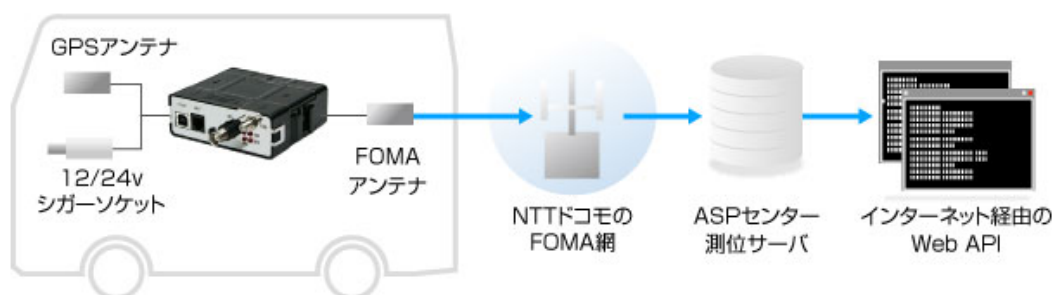 GPSアンテナ
12/24v
シガーソケット
FOMA
アンテナ
NTTドコモの
FOMA網
ASPセンター
測位サーバ
インターネット経由の
Web API